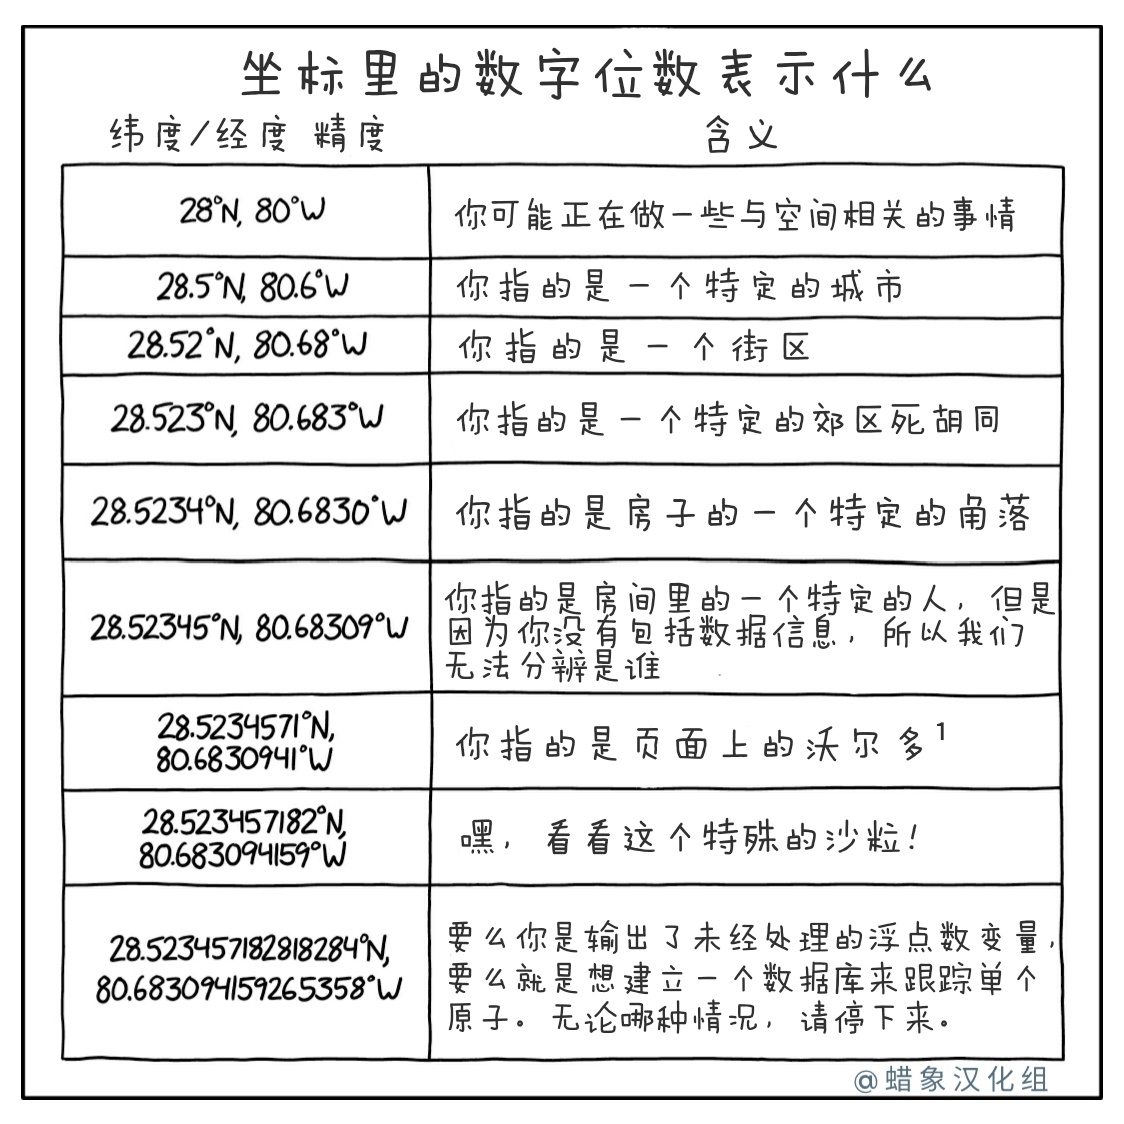 坐标里的数字位数表示什么
纬度/经度 精度 含义
28°N, 80°W
你可能正在做一些与空间相关的事情
28.5°N, 80.6°W
你指的是一个特定的城市
28.52°N, 80.68°W
你指的是一个街区
28.523°N, 80.683°W
你指的是一个特定的郊区死胡同
28.5234°N, 80.6830°W
你指的是房子的一个特定的角落
28.52345°N, 80.68309°W
你指的是房间里的一个特定的人，但是
因为你没有包括数据信息，所以我们
无法分辨是谁
28.5234571°N,
80.6830941°W
你指的是页面上的沃尔多¹
28.523457182°N,
80.683094159°W
嘿，看看这个特殊的沙粒！
28.523457182818284°N,
80.683094159265358°W
要么你是输出了未经处理的浮点数变量，
要么就是想建立一个数据库来跟踪单个
原子。无论哪种情况，请停下来。
@蜡象汉化组